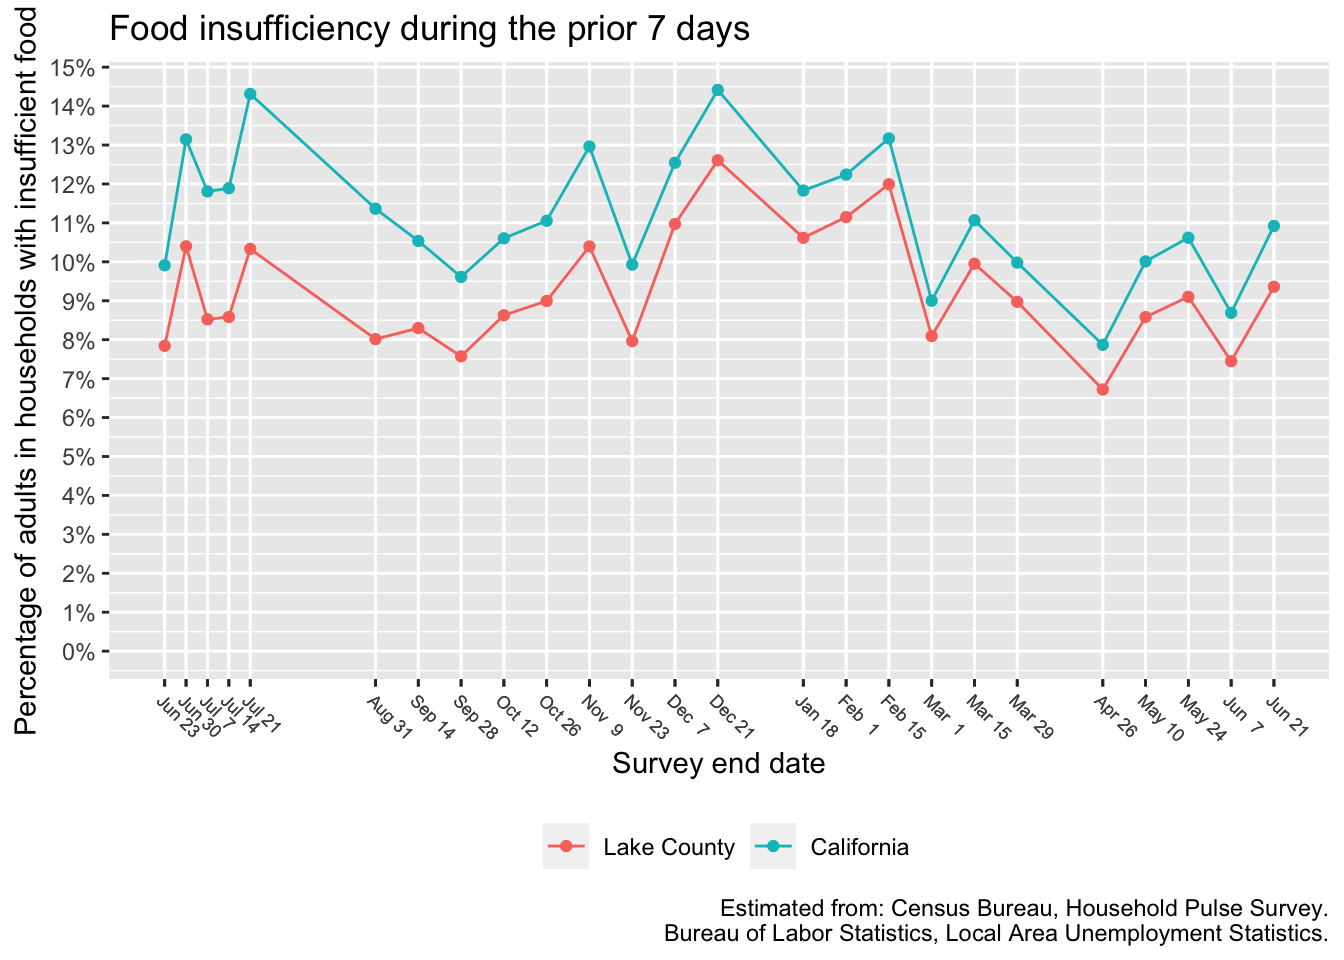 Food insufficiency during the prior 7 days
Percentage of adults in households with insufficient food
15%
14%
13%
12%
11%
10%
9%
8%
7%
6%
5%
4%
3%
2%
1%
0%
Jun 23
Jun 30
Jul 7
Jul 14
Jul 21
Aug 31
Sep 14
Sep 28
Oct 12
Oct 26
Nov 9
Nov 23
Dec 7
Dec 21
Jan 18
Feb 1
Feb 15
Mar 1
Mar 15
Mar 29
Apr 26
May 10
May 24
Jun 7
Jun 21
Survey end date
Lake County
California
Estimated from: Census Bureau, Household Pulse Survey.
Bureau of Labor Statistics, Local Area Unemployment Statistics.